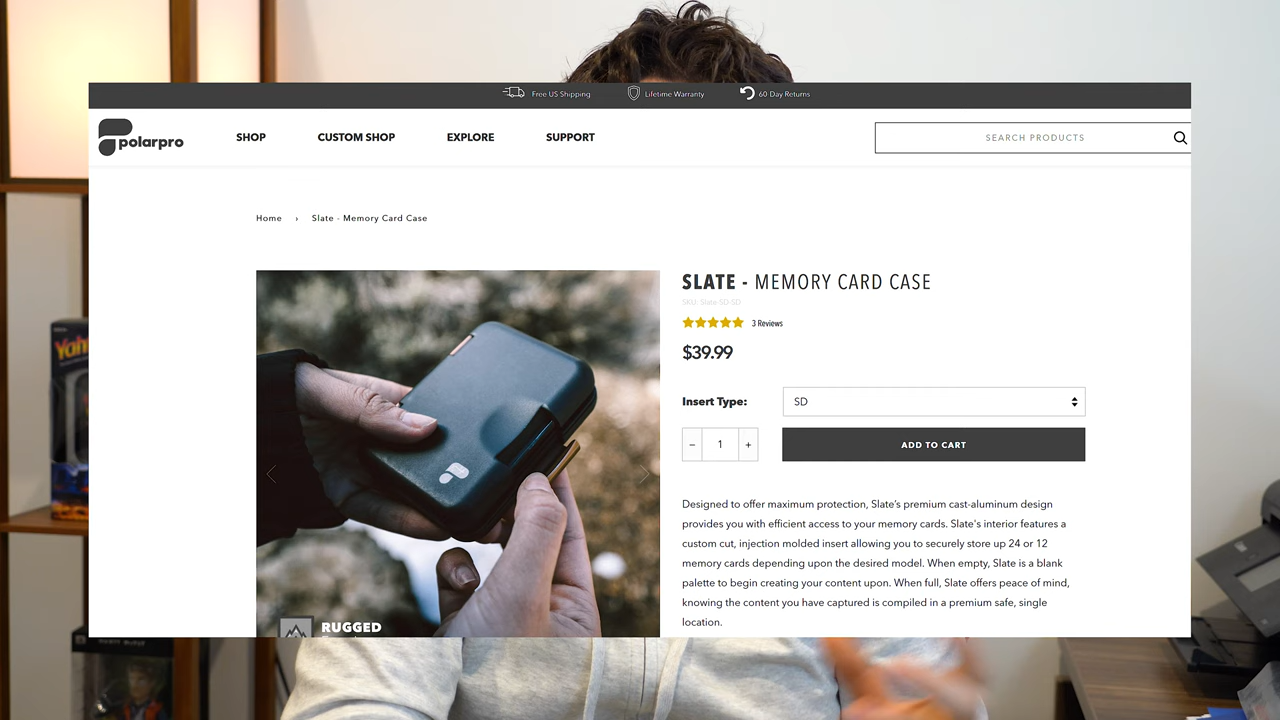 Free US Shipping
Lifetime Warranty
60 Day Returns
polarpro
SHOP
CUSTOM SHOP
EXPLORE
SUPPORT
SEARCH PRODUCTS
Home › Slate - Memory Card Case
SLATE - MEMORY CARD CASE
SKU: Slate-SD-SD
3 Reviews
$39.99
Insert Type:
SD
− 1 +
ADD TO CART
Designed to offer maximum protection, Slate's premium cast-aluminum design
provides you with efficient access to your memory cards. Slate's interior features a
custom cut, injection molded insert allowing you to securely store up 24 or 12
memory cards depending upon the desired model. When empty, Slate is a blank
palette to begin creating your content upon. When full, Slate offers peace of mind,
knowing the content you have captured is compiled in a premium safe, single
location.
RUGGED
Yah